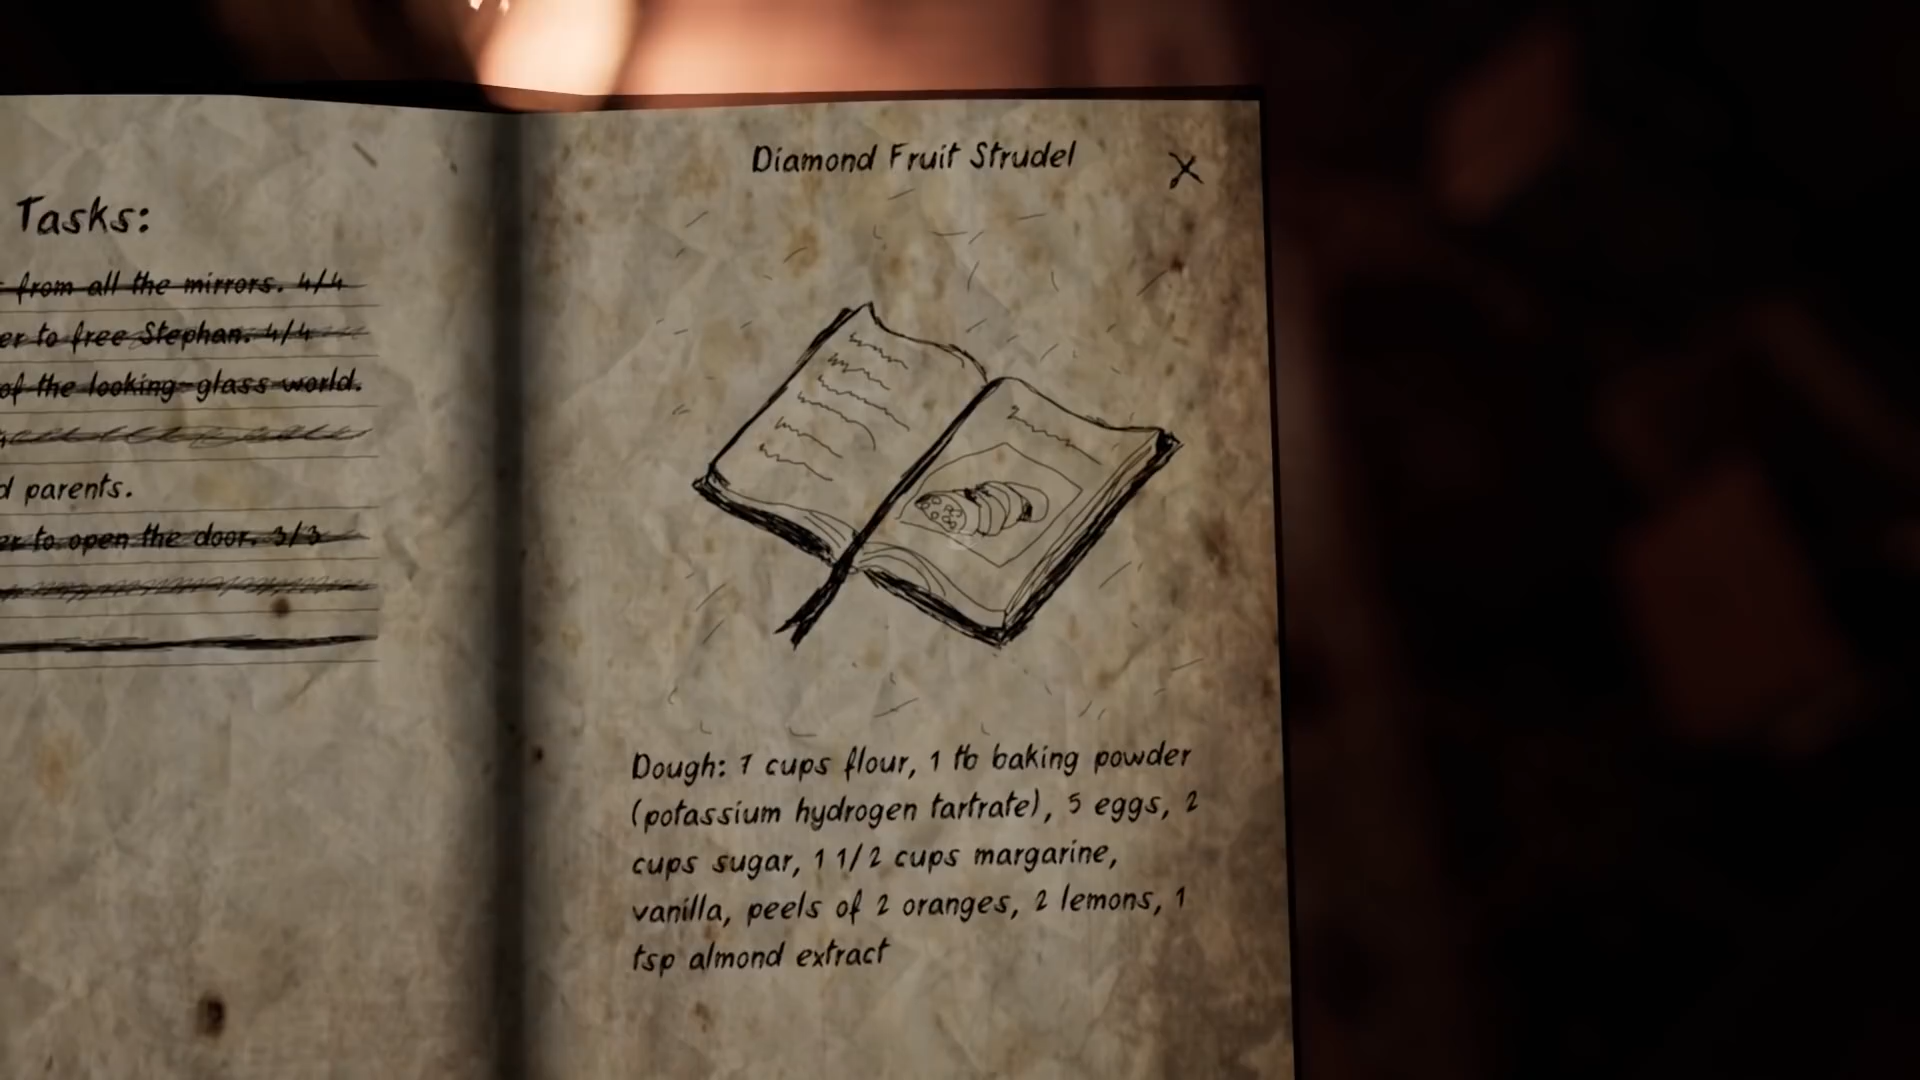 Tasks:
from all the mirrors. 4/4
er to free Stephan. 4/4
of the looking-glass world.
d parents.
er to open the door. 3/3
Diamond Fruit Strudel
X
2
Dough: 7 cups flour, 1 tb baking powder
(potassium hydrogen tartrate), 5 eggs, 2
cups sugar, 1 1/2 cups margarine,
vanilla, peels of 2 oranges, 2 lemons, 1
tsp almond extract